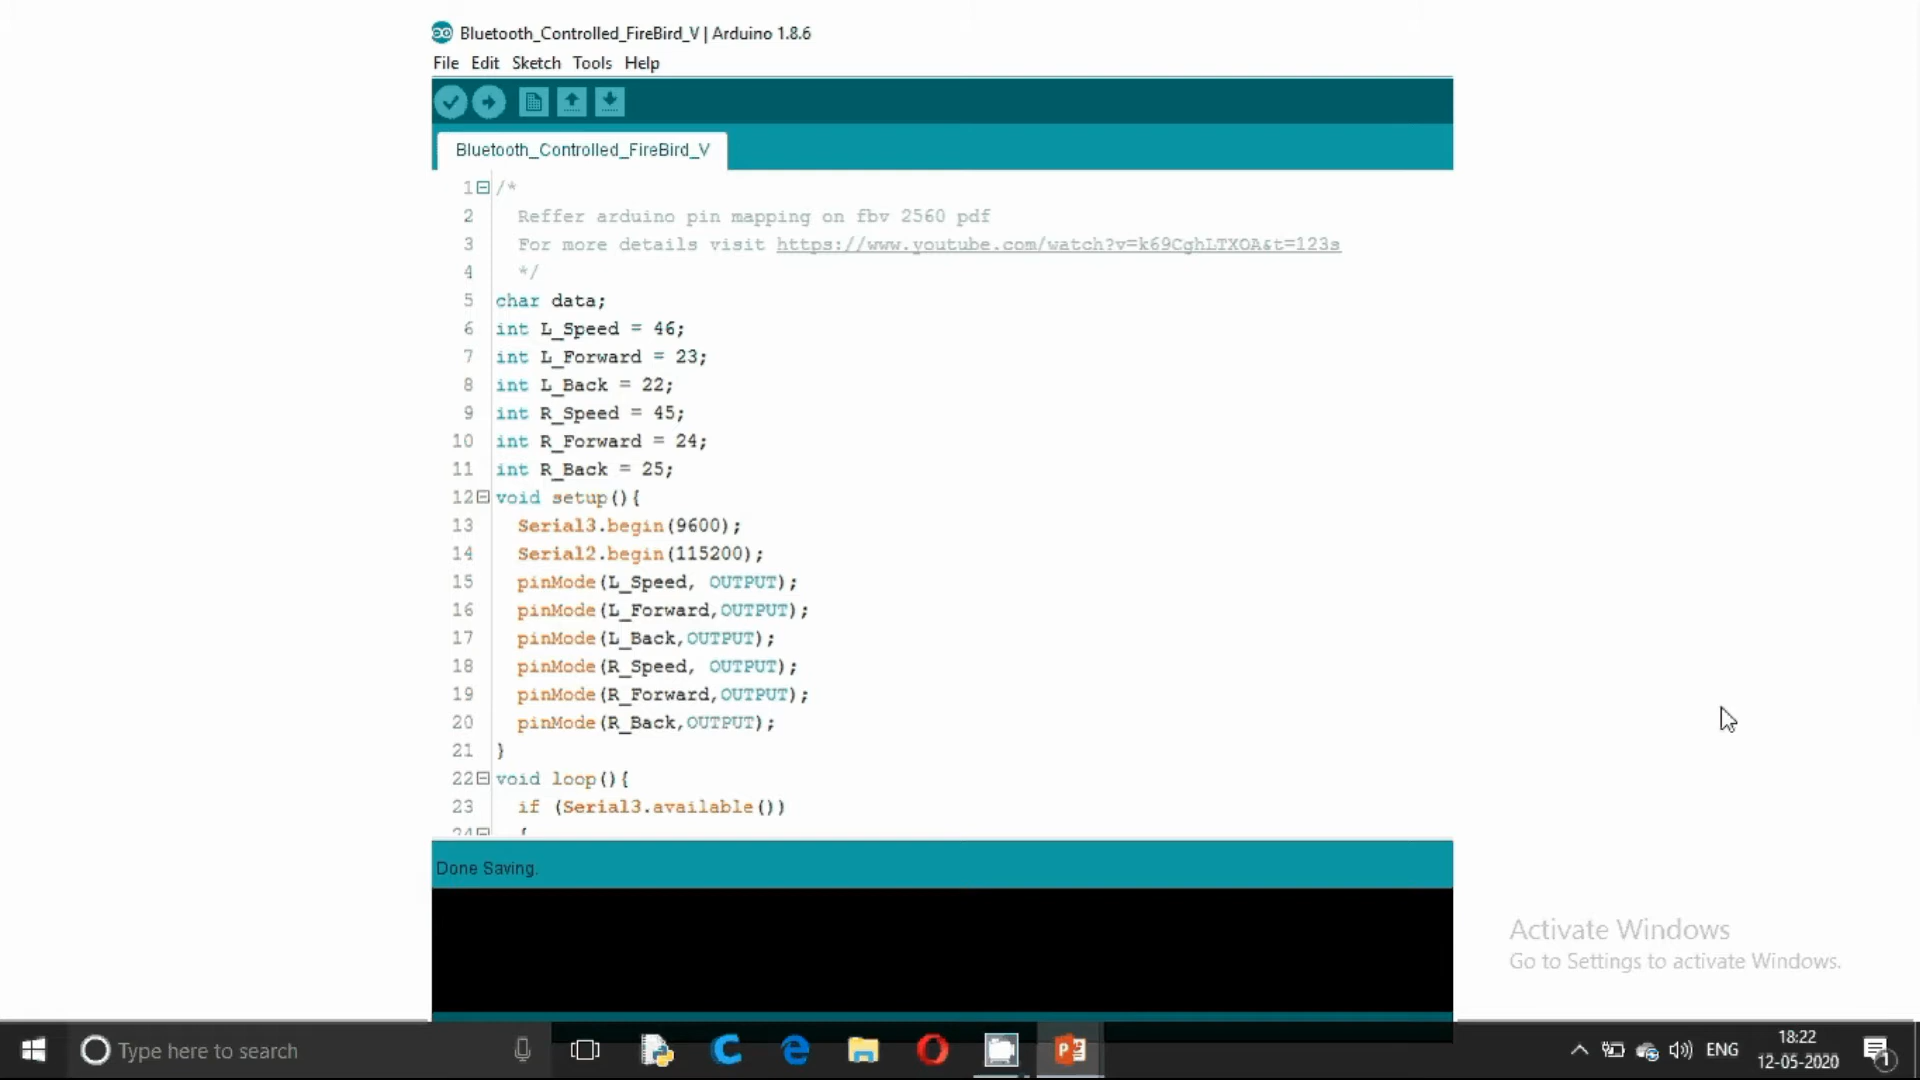 Bluetooth_Controlled_FireBird_V | Arduino 1.8.6
File Edit Sketch Tools Help
Bluetooth_Controlled_FireBird_V
1 /*
2 Reffer arduino pin mapping on fbv 2560 pdf
3 For more details visit https://www.youtube.com/watch?v=k69CghLTXOA&t=123s
4 */
5 char data;
6 int L_Speed = 46;
7 int L_Forward = 23;
8 int L_Back = 22;
9 int R_Speed = 45;
10 int R_Forward = 24;
11 int R_Back = 25;
12 void setup(){
13 Serial3.begin(9600);
14 Serial2.begin(115200);
15 pinMode(L_Speed, OUTPUT);
16 pinMode(L_Forward,OUTPUT);
17 pinMode(L_Back,OUTPUT);
18 pinMode(R_Speed, OUTPUT);
19 pinMode(R_Forward,OUTPUT);
20 pinMode(R_Back,OUTPUT);
21 }
22 void loop(){
23 if (Serial3.available())
24 {
Done Saving.
Activate Windows
Go to Settings to activate Windows.
Type here to search
ENG
18:22
12-05-2020
1